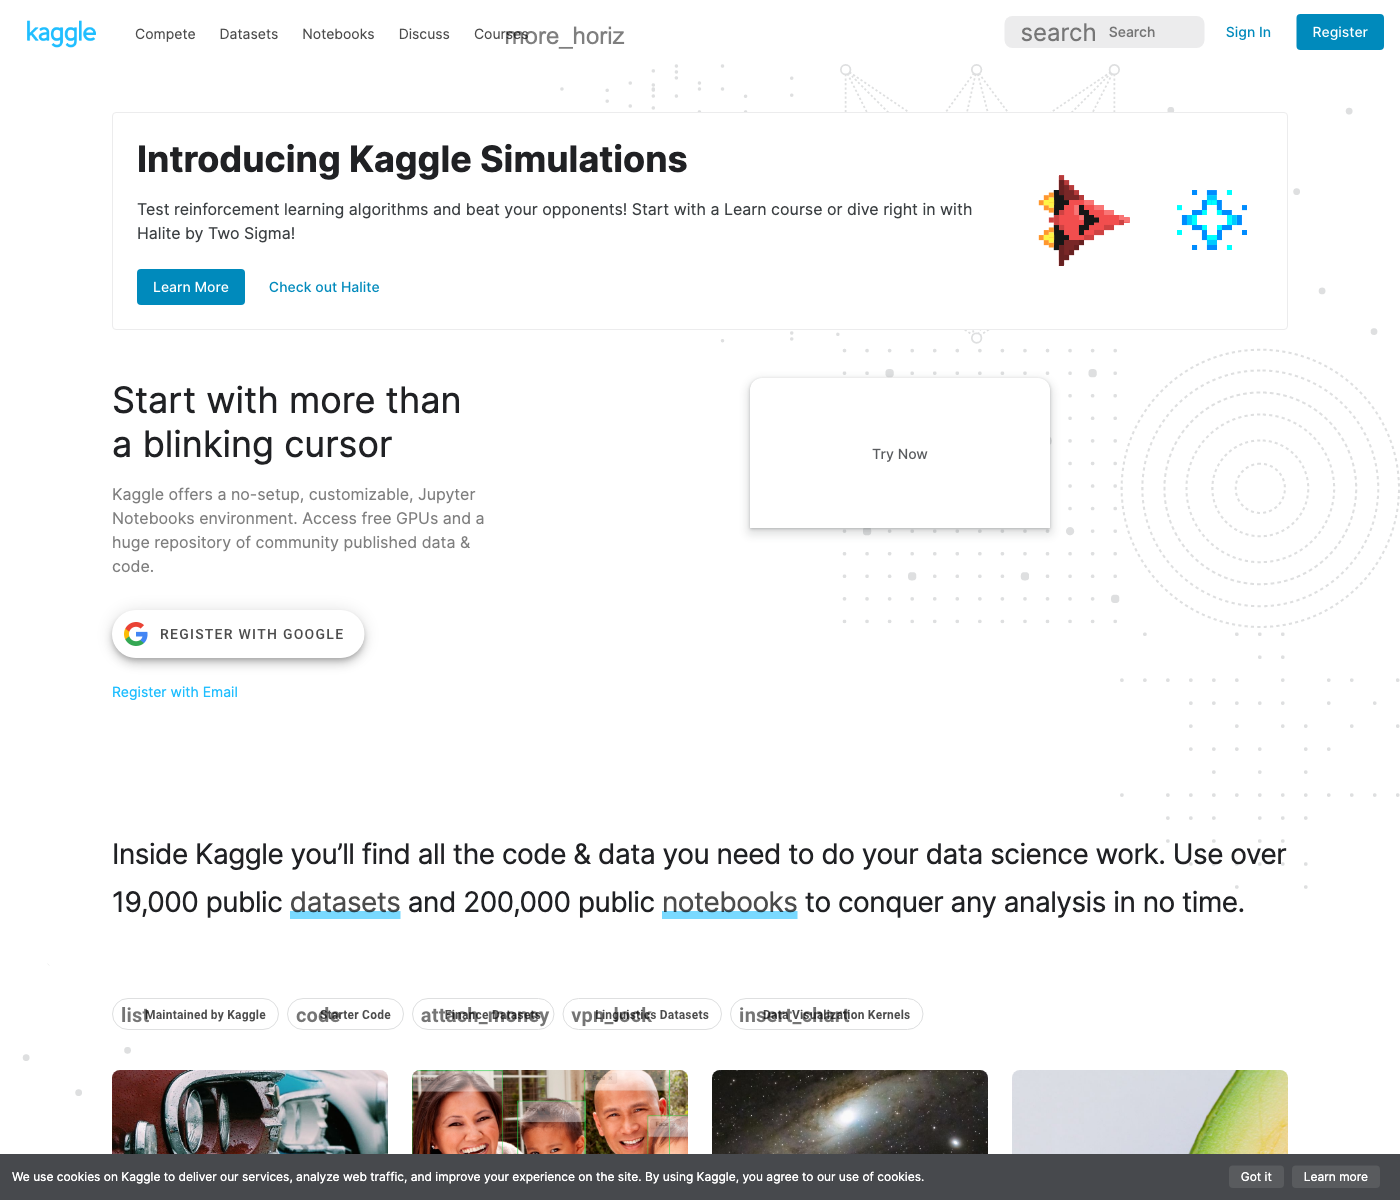 kaggle
Compete Datasets Notebooks Discuss Courses more_horiz search Search Sign In Register
Introducing Kaggle Simulations
Test reinforcement learning algorithms and beat your opponents! Start with a Learn course or dive right in with
Halite by Two Sigma!
Learn More Check out Halite
Start with more than
a blinking cursor
Kaggle offers a no-setup, customizable, Jupyter
Notebooks environment. Access free GPUs and a
huge repository of community published data &
code.
Try Now
REGISTER WITH GOOGLE
Register with Email
Inside Kaggle you’ll find all the code & data you need to do your data science work. Use over
19,000 public datasets and 200,000 public notebooks to conquer any analysis in no time.
list Maintained by Kaggle code Starter Code attach_money Finance Datasets vpn_lock Linguistics Datasets insert_chart Data Visualization Kernels
We use cookies on Kaggle to deliver our services, analyze web traffic, and improve your experience on the site. By using Kaggle, you agree to our use of cookies. Got it Learn more